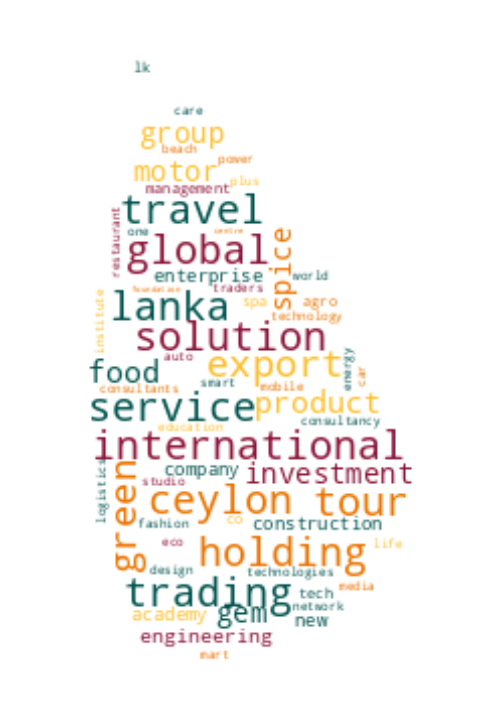 lk
care
group
beach
power
motor
plus
management
travel
restaurant
one
centre
global
spice
enterprise
world
foundation
traders
institute
lanka
spa
agro
technology
solution
auto
export
energy
car
food
smart
mobile
consultants
service
product
education
consultancy
international
logistics
green
company
investment
studio
ceylon
tour
fashion
co
construction
eco
holding
life
design
technologies
trading
media
tech
academy
gem
network
new
engineering
mart